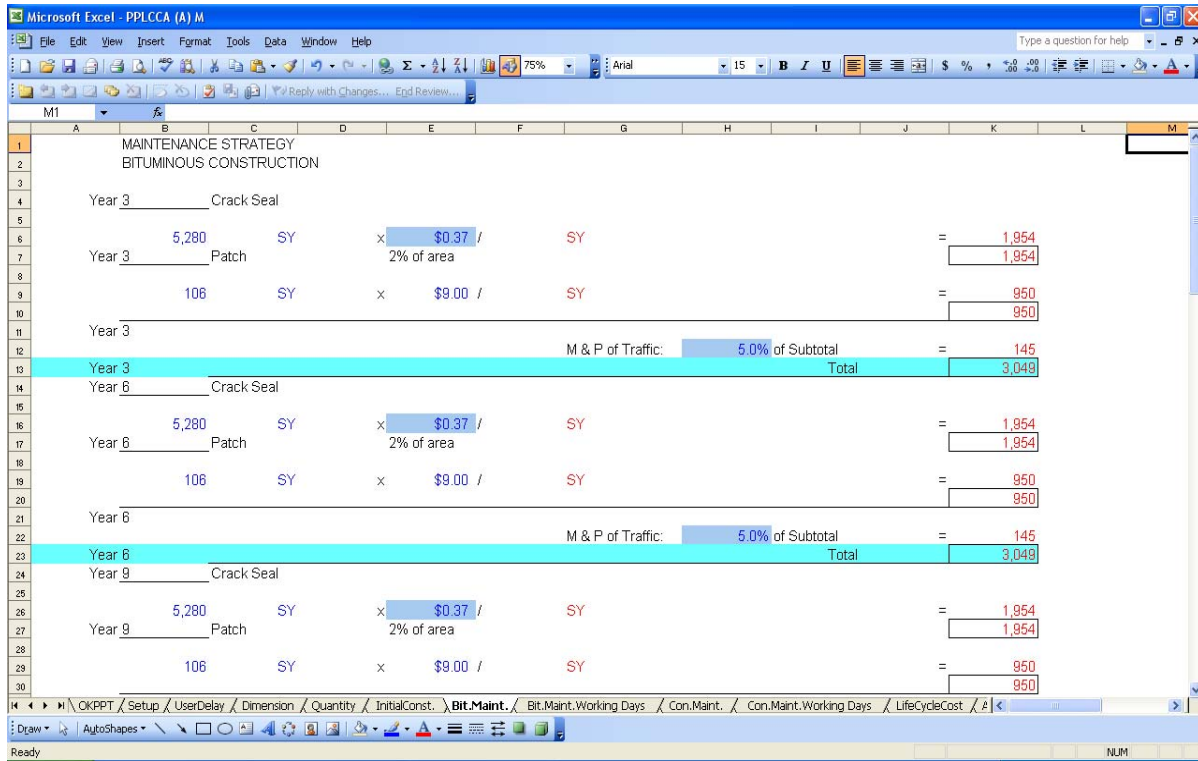 Microsoft Excel - PPLCCA (A) M
File Edit View Insert Format Tools Data Window Help Type a question for help
75% Arial 15 B I U $ % ,
Reply with Changes... End Review...
M1 fx
A B C D E F G H I J K L M
1 MAINTENANCE STRATEGY
2 BITUMINOUS CONSTRUCTION
3
4 Year 3 Crack Seal
5
6 5,280 SY x $0.37 / SY = 1,954
7 Year 3 Patch 2% of area 1,954
8
9 106 SY x $9.00 / SY = 950
10 950
11 Year 3
12 M & P of Traffic: 5.0% of Subtotal = 145
13 Year 3 Total 3,049
14 Year 6 Crack Seal
15
16 5,280 SY x $0.37 / SY = 1,954
17 Year 6 Patch 2% of area 1,954
18
19 106 SY x $9.00 / SY = 950
20 950
21 Year 6
22 M & P of Traffic: 5.0% of Subtotal = 145
23 Year 6 Total 3,049
24 Year 9 Crack Seal
25
26 5,280 SY x $0.37 / SY = 1,954
27 Year 9 Patch 2% of area 1,954
28
29 106 SY x $9.00 / SY = 950
30 950
OKPPT / Setup / UserDelay / Dimension / Quantity / InitialConst. \ Bit.Maint. / Bit.Maint.Working Days / Con.Maint. / Con.Maint.Working Days / LifeCycleCost /
Draw AutoShapes
Ready NUM